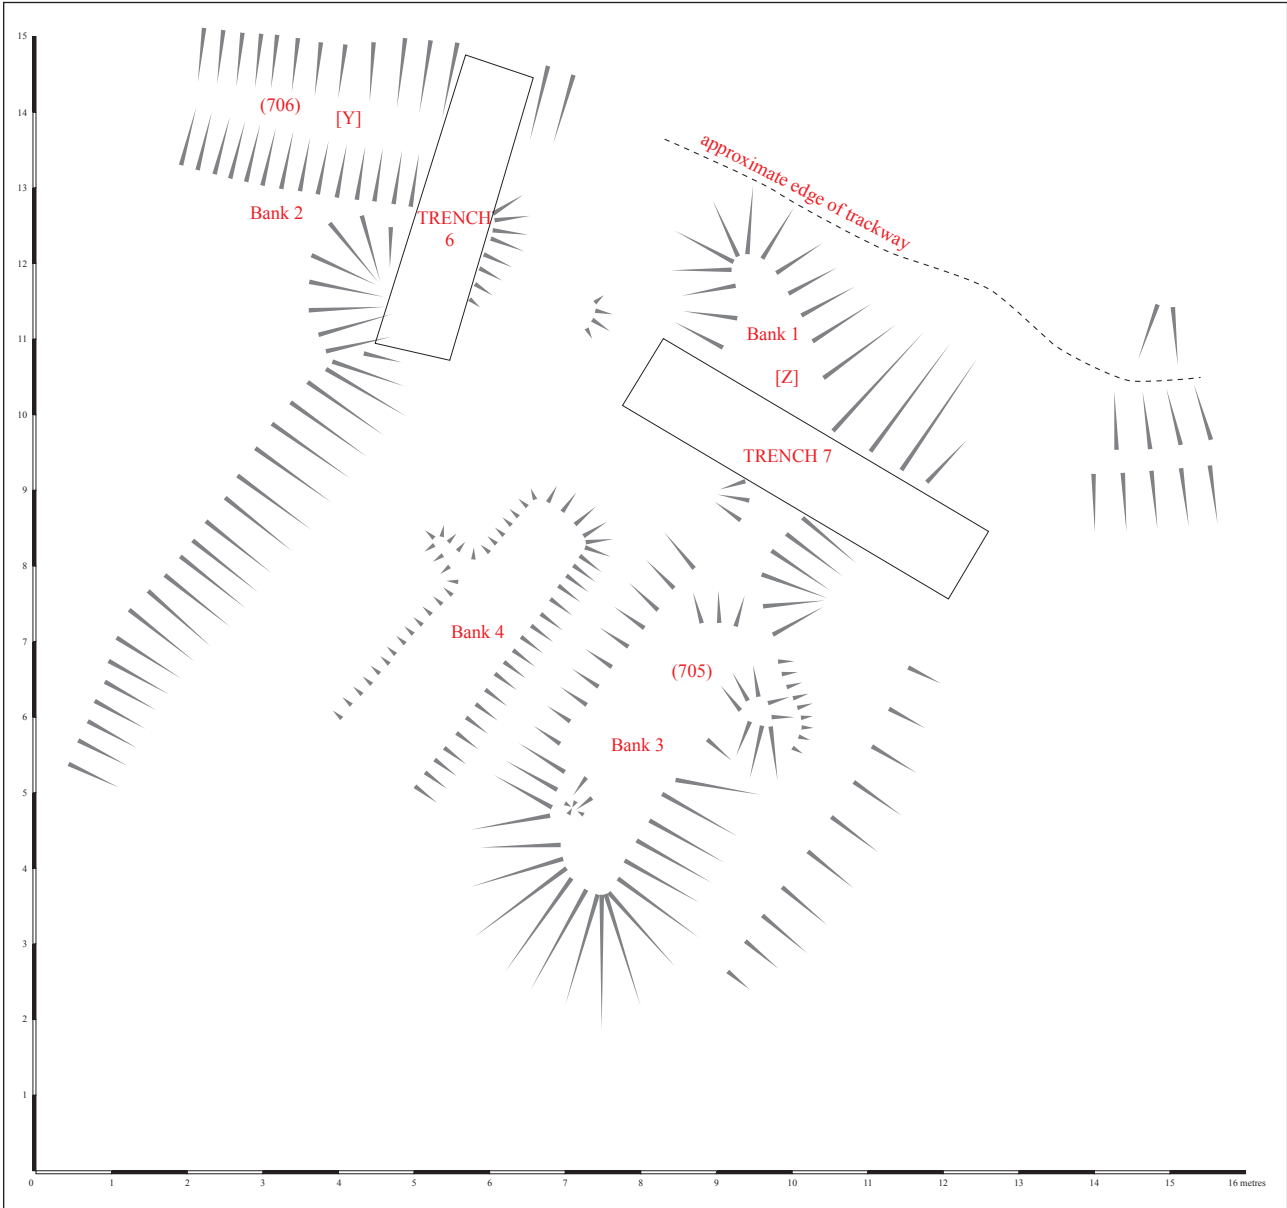 15
14
13
12
11
10
9
8
7
6
5
4
3
2
1
(706)
[Y]
Bank 2
TRENCH
6
approximate edge of trackway
Bank 1
[Z]
TRENCH 7
Bank 4
(705)
Bank 3
0 1 2 3 4 5 6 7 8 9 10 11 12 13 14 15 16 metres